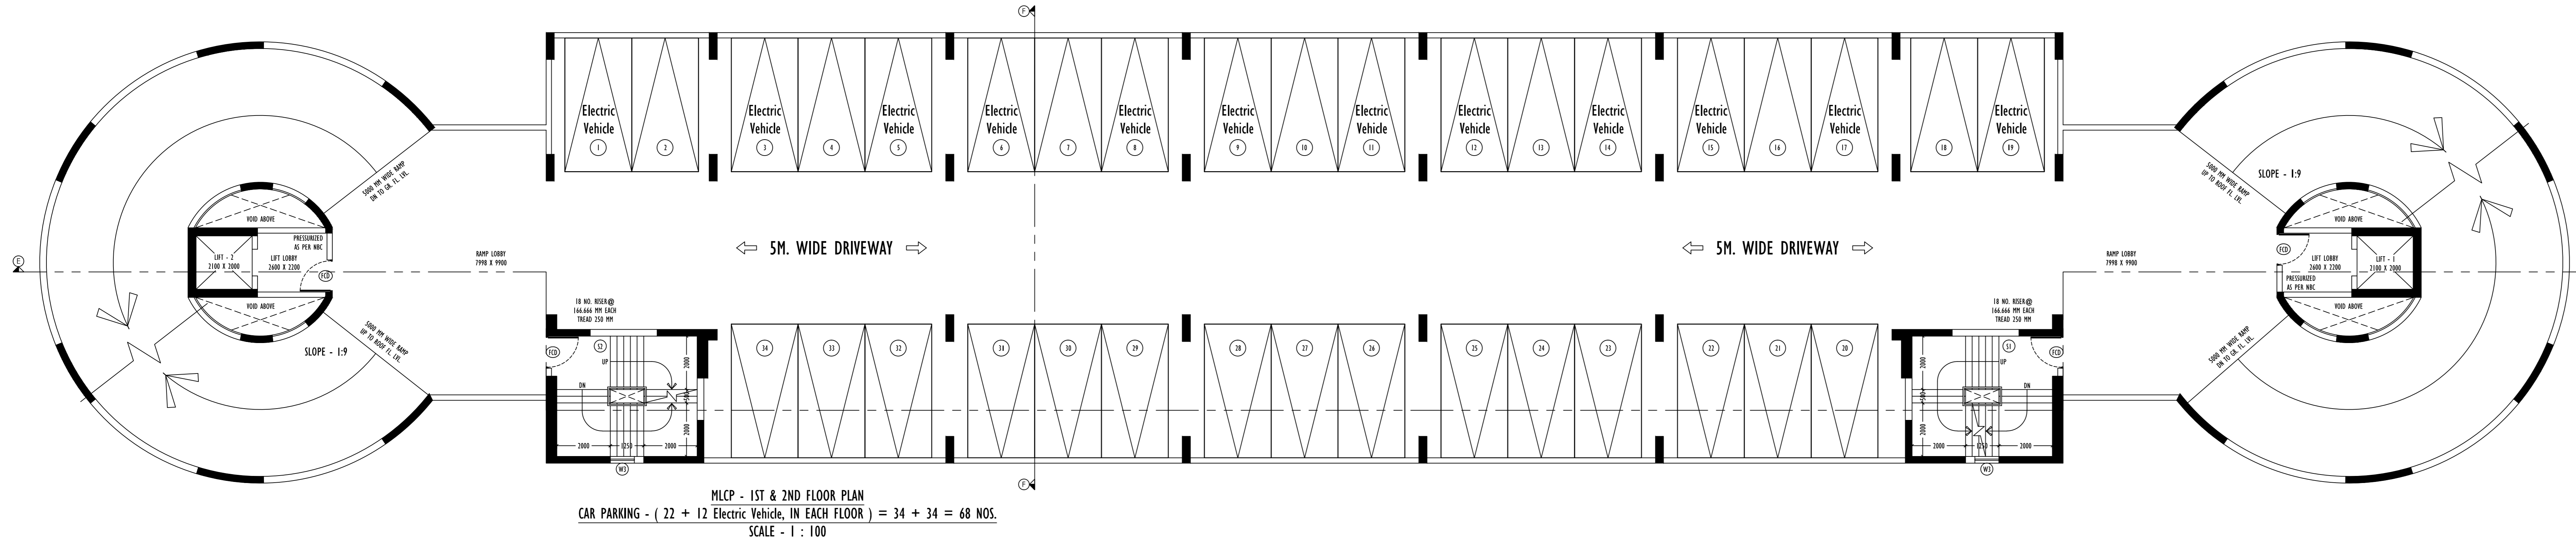 F
Electric
Vehicle
1
2
Electric
Vehicle
3
4
Electric
Vehicle
5
Electric
Vehicle
6
7
Electric
Vehicle
8
Electric
Vehicle
9
10
Electric
Vehicle
11
Electric
Vehicle
12
13
Electric
Vehicle
14
Electric
Vehicle
15
16
Electric
Vehicle
17
18
Electric
Vehicle
19
5000 MM WIDE RAMP
DN TO GR. FL. LVL.
5000 MM WIDE RAMP
UP TO ROOF FL. LVL.
SLOPE - 1:9
VOID ABOVE
PRESSURIZED
AS PER NBC
LIFT - 2
2100 X 2000
LIFT LOBBY
2600 X 2200
FCD
VOID ABOVE
E
RAMP LOBBY
7998 X 9900
5M. WIDE DRIVEWAY
5M. WIDE DRIVEWAY
RAMP LOBBY
7998 X 9900
VOID ABOVE
FCD
LIFT LOBBY
2600 X 2200
PRESSURIZED
AS PER NBC
LIFT - 1
2100 X 2000
VOID ABOVE
18 NO. RISER@
166.666 MM EACH
TREAD 250 MM
18 NO. RISER@
166.666 MM EACH
TREAD 250 MM
5000 MM WIDE RAMP
UP TO ROOF FL. LVL.
SLOPE - 1:9
5000 MM WIDE RAMP
DN TO GR. FL. LVL.
FCD
S2
UP
DN
2000
1500
2000
2000
1250
2000
W3
34
33
32
31
30
29
28
27
26
25
24
23
22
21
20
S1
FCD
UP
DN
2000
1500
2000
2000
1250
2000
W3
F
MLCP - 1ST & 2ND FLOOR PLAN
CAR PARKING - ( 22 + 12 Electric Vehicle, IN EACH FLOOR ) = 34 + 34 = 68 NOS.
SCALE - 1 : 100